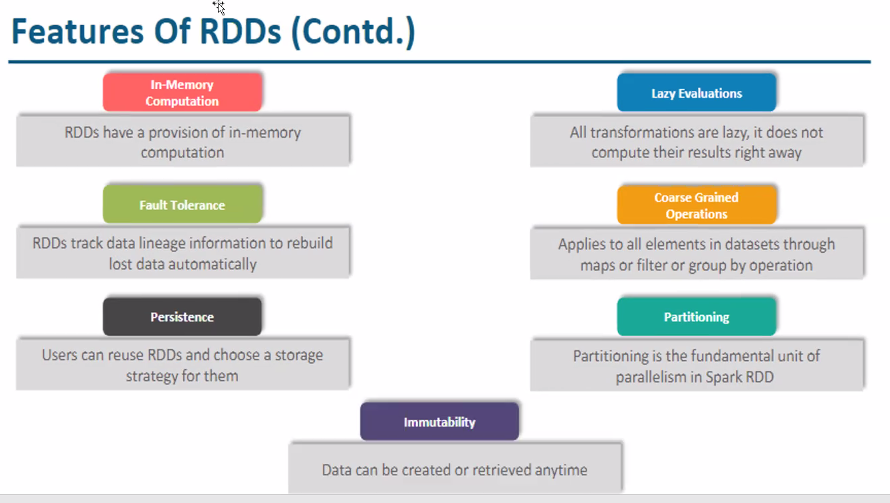 Features Of RDDs (Contd.)
In-Memory
Computation
RDDs have a provision of in-memory
computation
Lazy Evaluations
All transformations are lazy, it does not
compute their results right away
Fault Tolerance
RDDs track data lineage information to rebuild
lost data automatically
Coarse Grained
Operations
Applies to all elements in datasets through
maps or filter or group by operation
Persistence
Users can reuse RDDs and choose a storage
strategy for them
Partitioning
Partitioning is the fundamental unit of
parallelism in Spark RDD
Immutability
Data can be created or retrieved anytime